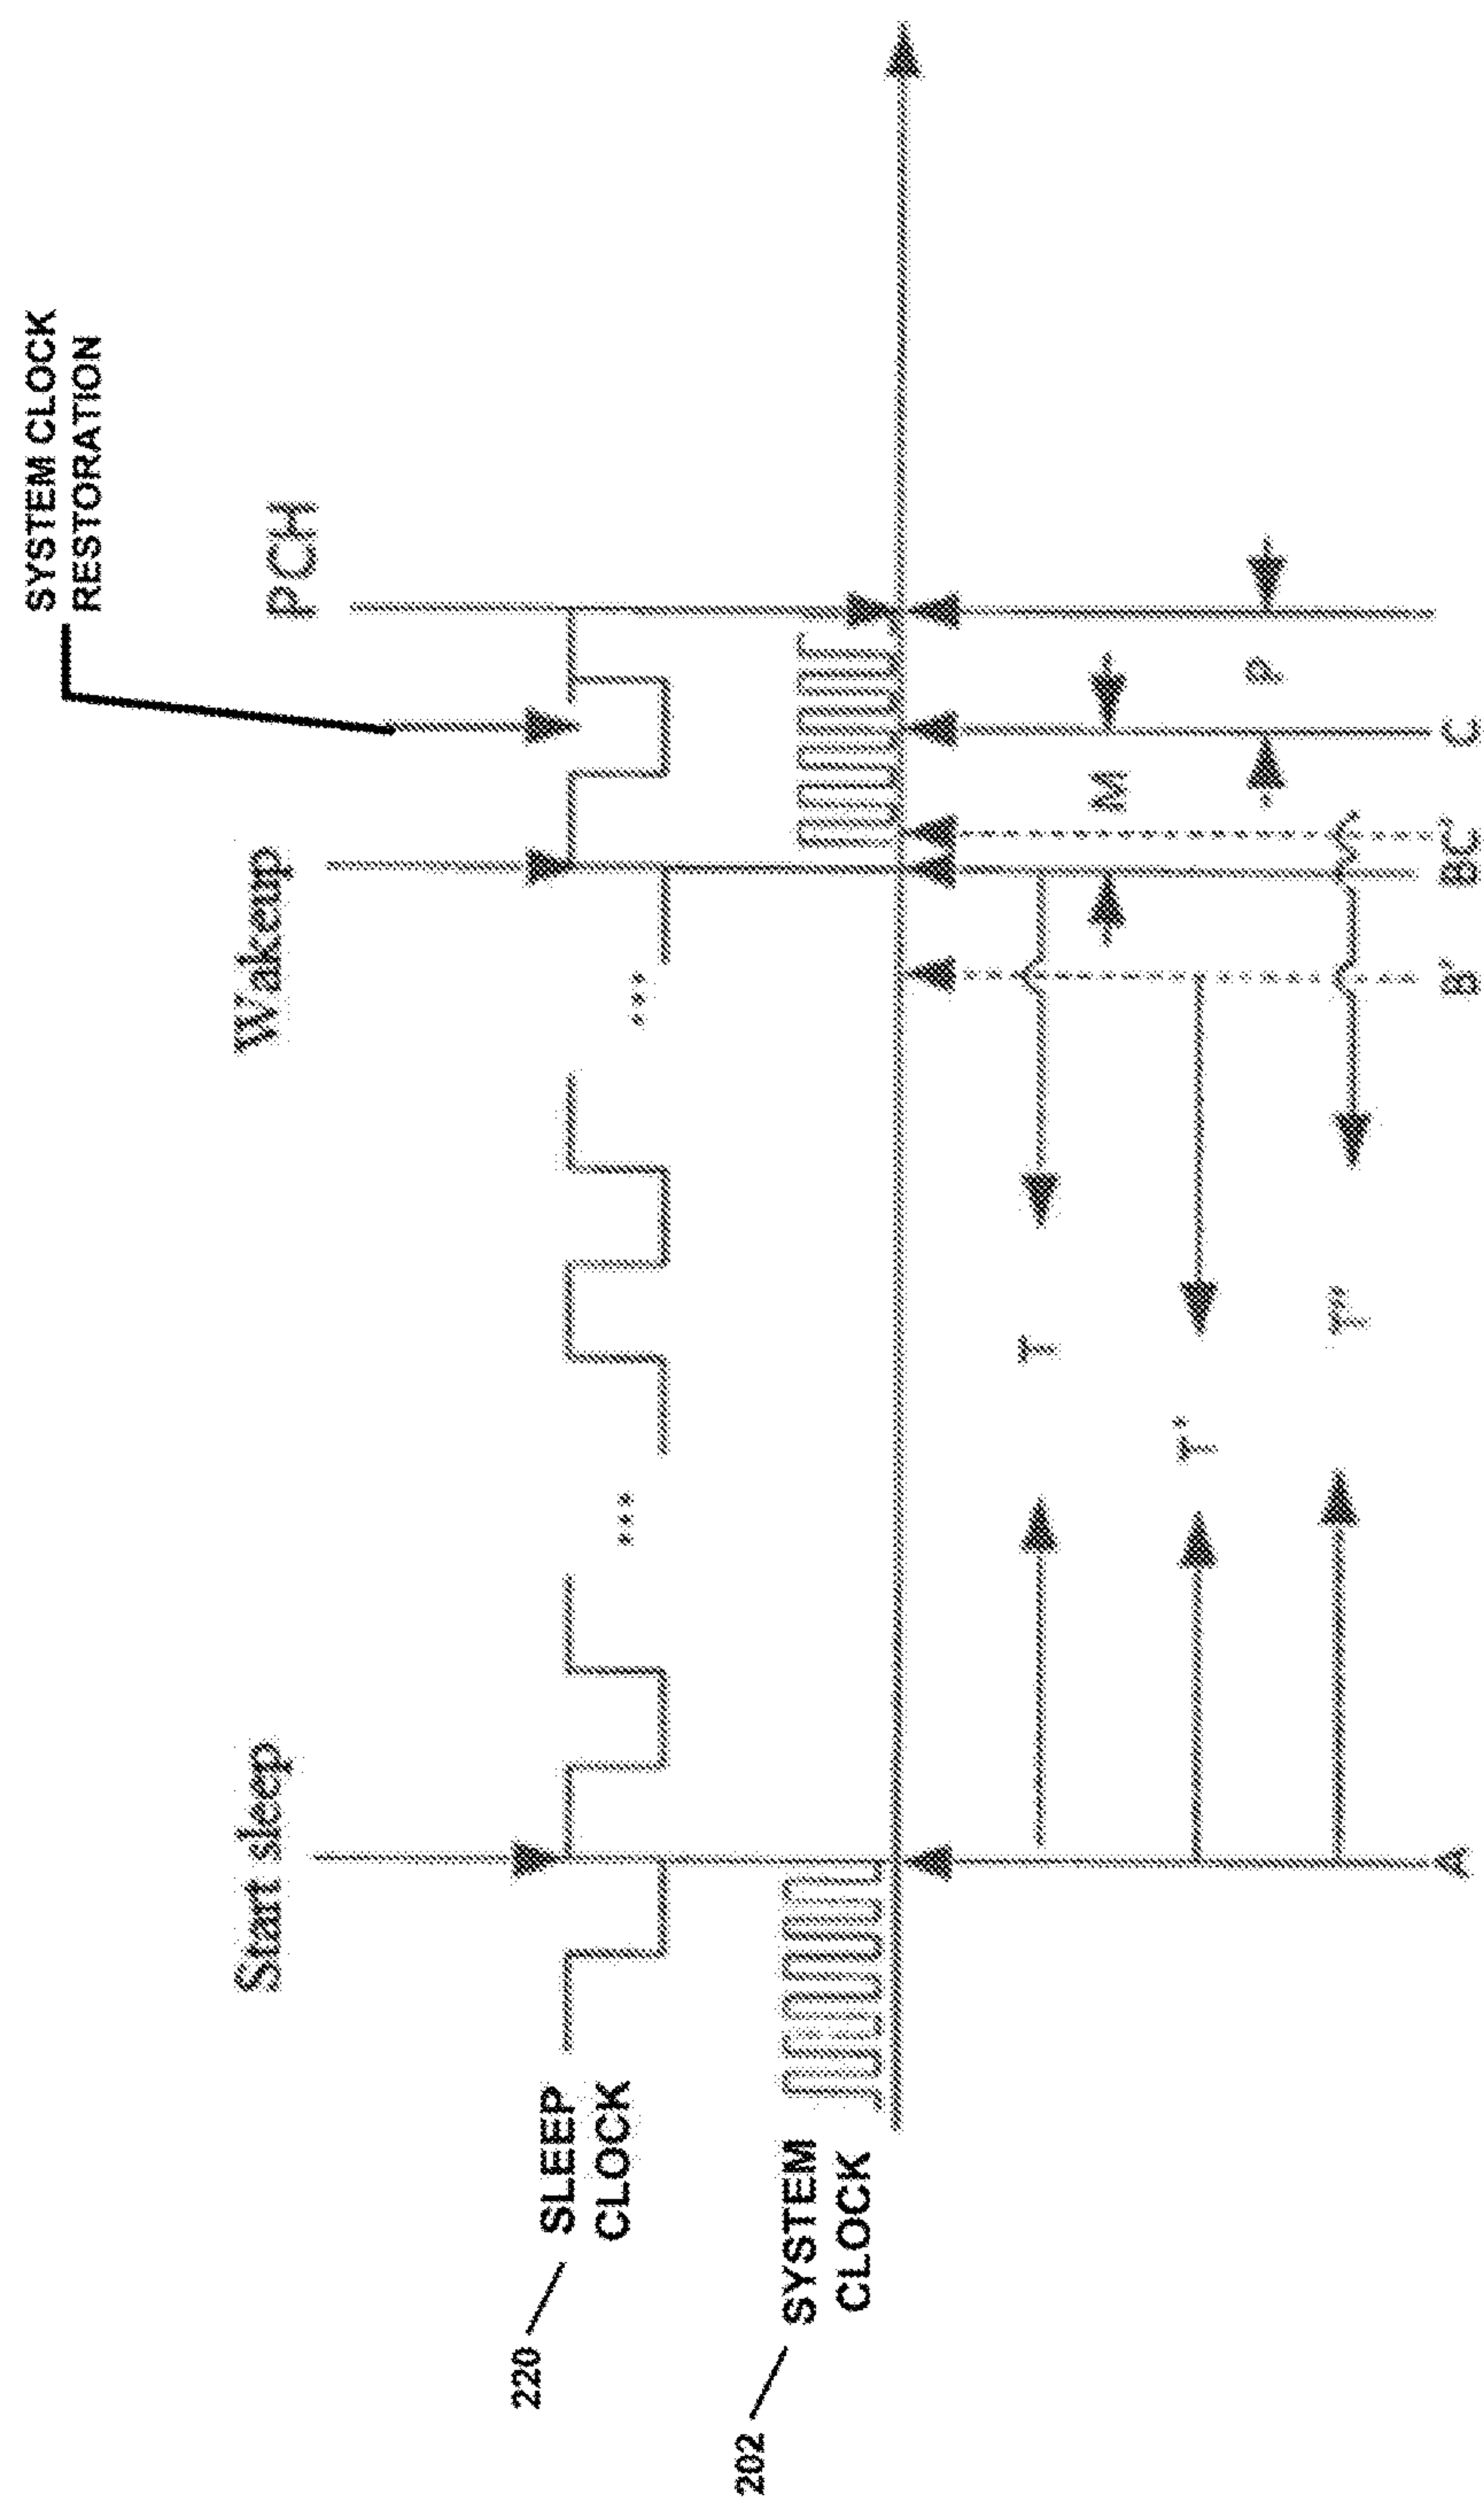 SYSTEM CLOCK
RESTORATION
Start sleep
Wakeup
PCH
220
SLEEP
CLOCK
...
...
202
SYSTEM
CLOCK
T
M
T'
P
T"
A
B'
B
C'
C